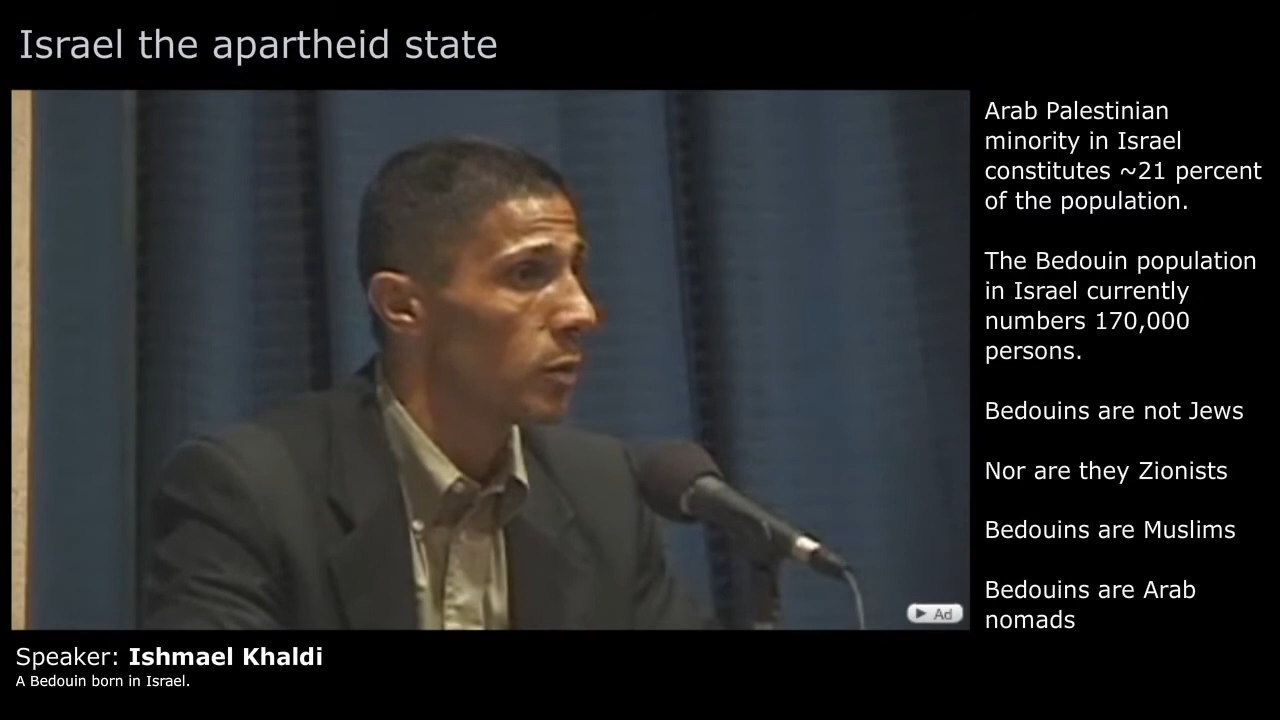 Israel the apartheid state
Arab Palestinian
minority in Israel
constitutes ~21 percent
of the population.
The Bedouin population
in Israel currently
numbers 170,000
persons.
Bedouins are not Jews
Nor are they Zionists
Bedouins are Muslims
Bedouins are Arab
nomads
Ad
Speaker: Ishmael Khaldi
A Bedouin born in Israel.